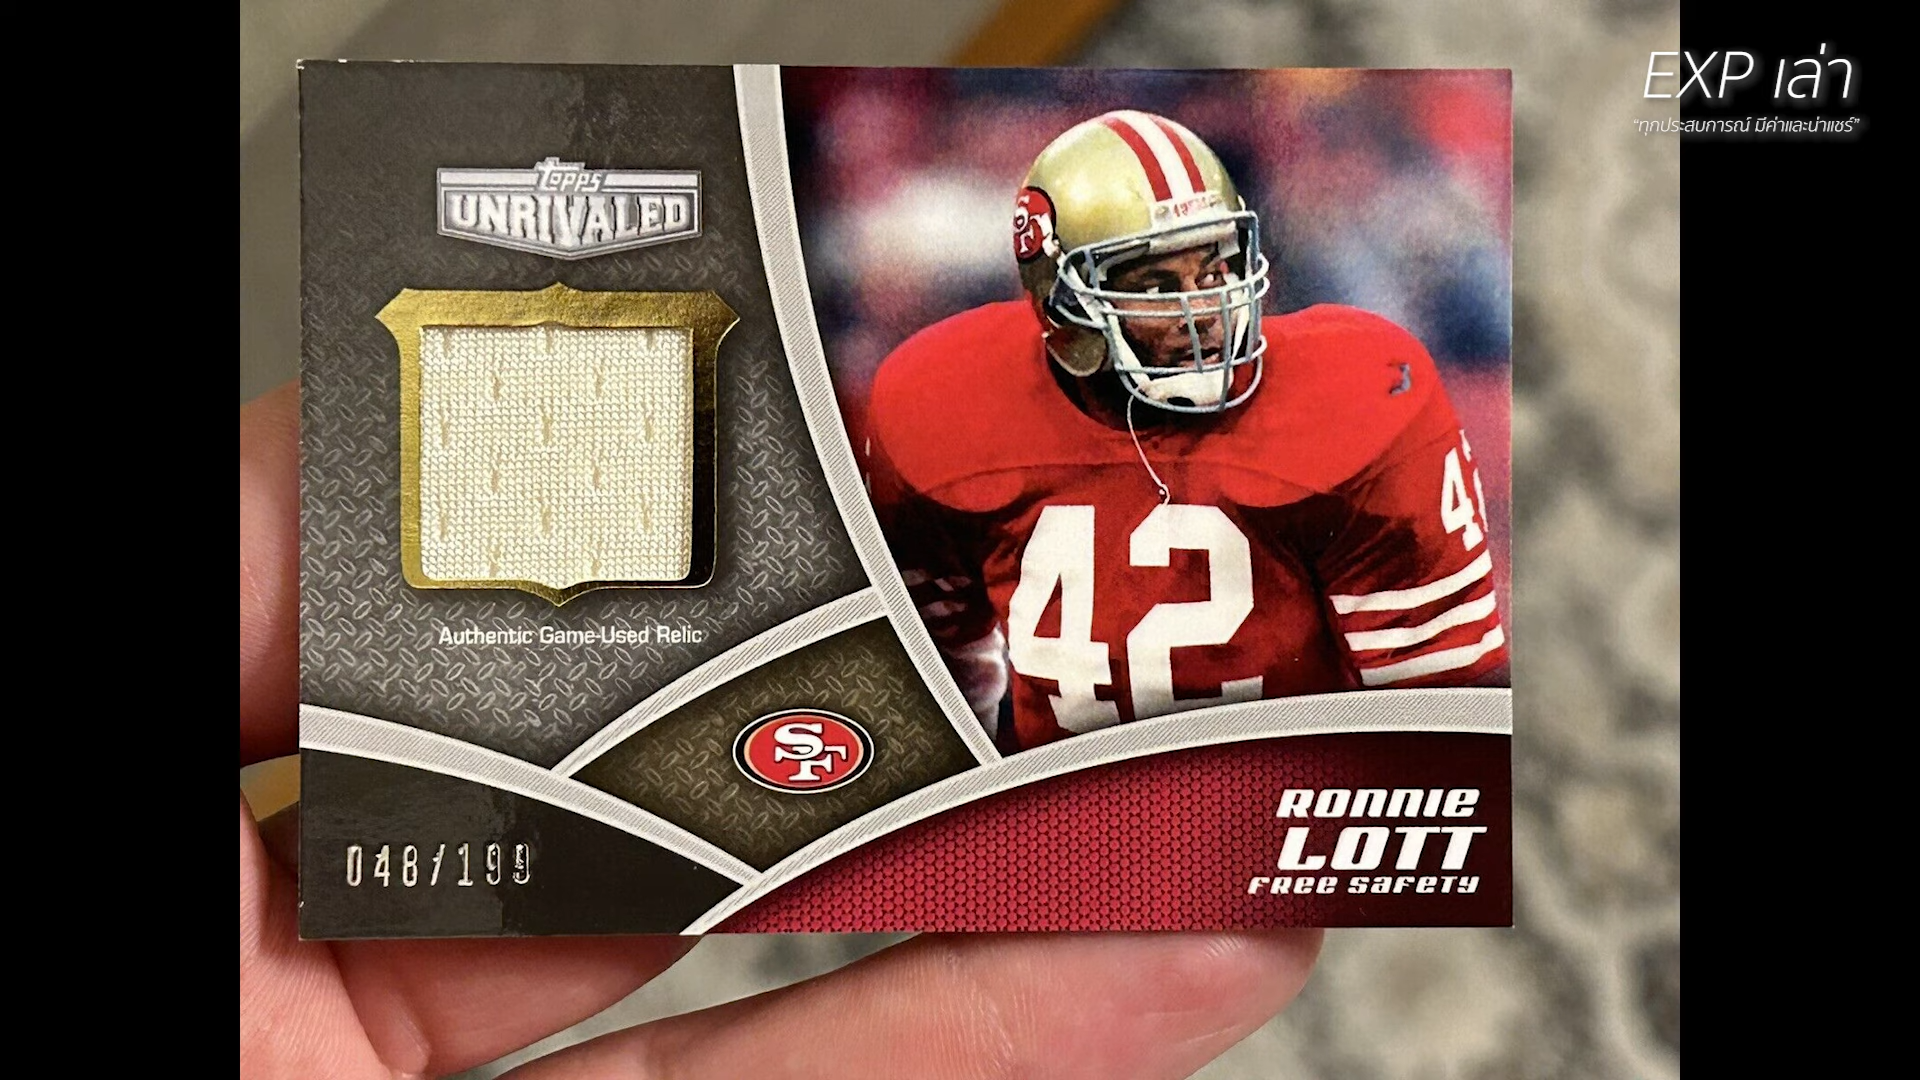 EXP เล่า
“ทุกประสบการณ์ มีค่าและน่าแชร์”
Topps
UNRIVALED
Authentic Game-Used Relic
SF
SF
42
42
048/199
RONNIE
LOTT
FREE SAFETY